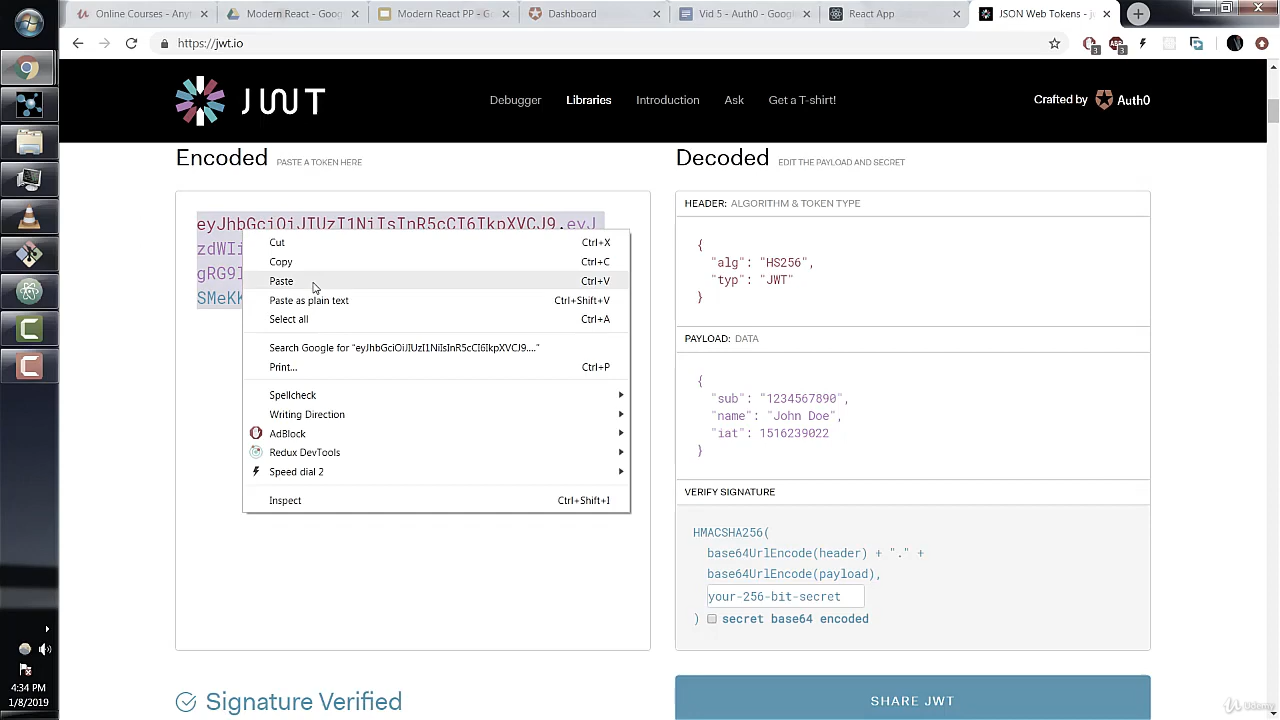 Online Courses - Any
Modern React - G
Modern React PP - G
Dashboard
Vid 5 - Auth0 - Goog
React App
JSON Web Tokens - j
https://jwt.io
3
3
JWT
Debugger
Libraries
Introduction
Ask
Get a T-shirt!
Crafted by
Auth0
Encoded
PASTE A TOKEN HERE
Decoded
EDIT THE PAYLOAD AND SECRET
eyJhbGciOiJIUzI1NiIsInR5cCI6IkpXVCJ9.eyJ
zdWIi
gRG9l
SMeKK
Cut Ctrl+X
Copy Ctrl+C
Paste Ctrl+V
Paste as plain text Ctrl+Shift+V
Select all Ctrl+A
Search Google for "eyJhbGciOiJIUzI1NiIsInR5cCI6IkpXVCJ9...."
Print... Ctrl+P
Spellcheck
Writing Direction
AdBlock
Redux DevTools
Speed dial 2
Inspect Ctrl+Shift+I
HEADER: ALGORITHM & TOKEN TYPE
{
"alg": "HS256",
"typ": "JWT"
}
PAYLOAD: DATA
{
"sub": "1234567890",
"name": "John Doe",
"iat": 1516239022
}
VERIFY SIGNATURE
HMACSHA256(
base64UrlEncode(header) + "." +
base64UrlEncode(payload),
your-256-bit-secret
) secret base64 encoded
Signature Verified
SHARE JWT
4:34 PM
1/8/2019
Udemy